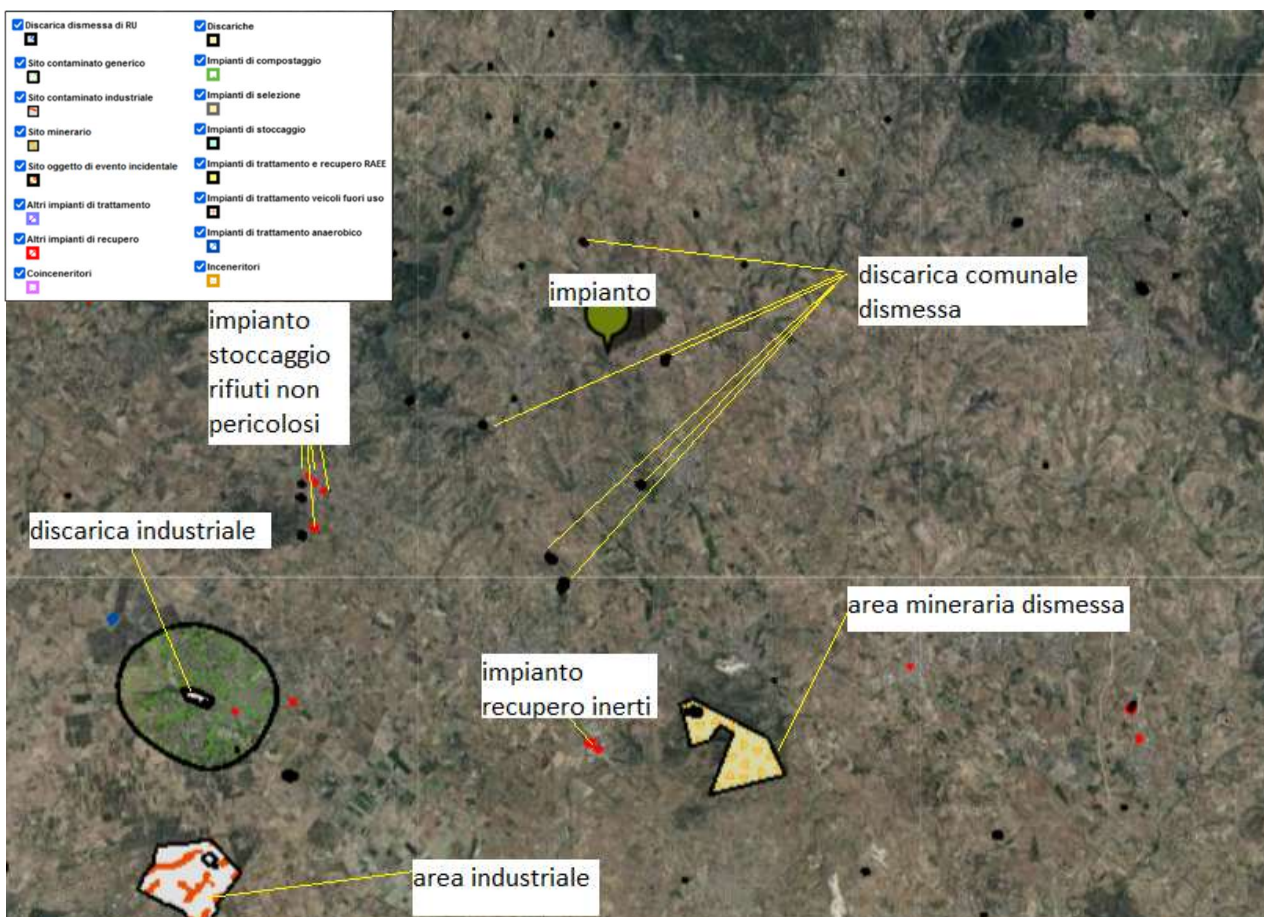 Discarica dismessa di RU
Sito contaminato generico
Sito contaminato industriale
Sito minerario
Sito oggetto di evento incidentale
Altri impianti di trattamento
Altri impianti di recupero
Coinceneritori
Discariche
Impianti di compostaggio
Impianti di selezione
Impianti di stoccaggio
Impianti di trattamento e recupero RAEE
Impianti di trattamento veicoli fuori uso
Impianti di trattamento anaerobico
Inceneritori
impianto
discarica comunale
dismessa
impianto
stoccaggio
rifiuti non
pericolosi
discarica industriale
area mineraria dismessa
impianto
recupero inerti
area industriale